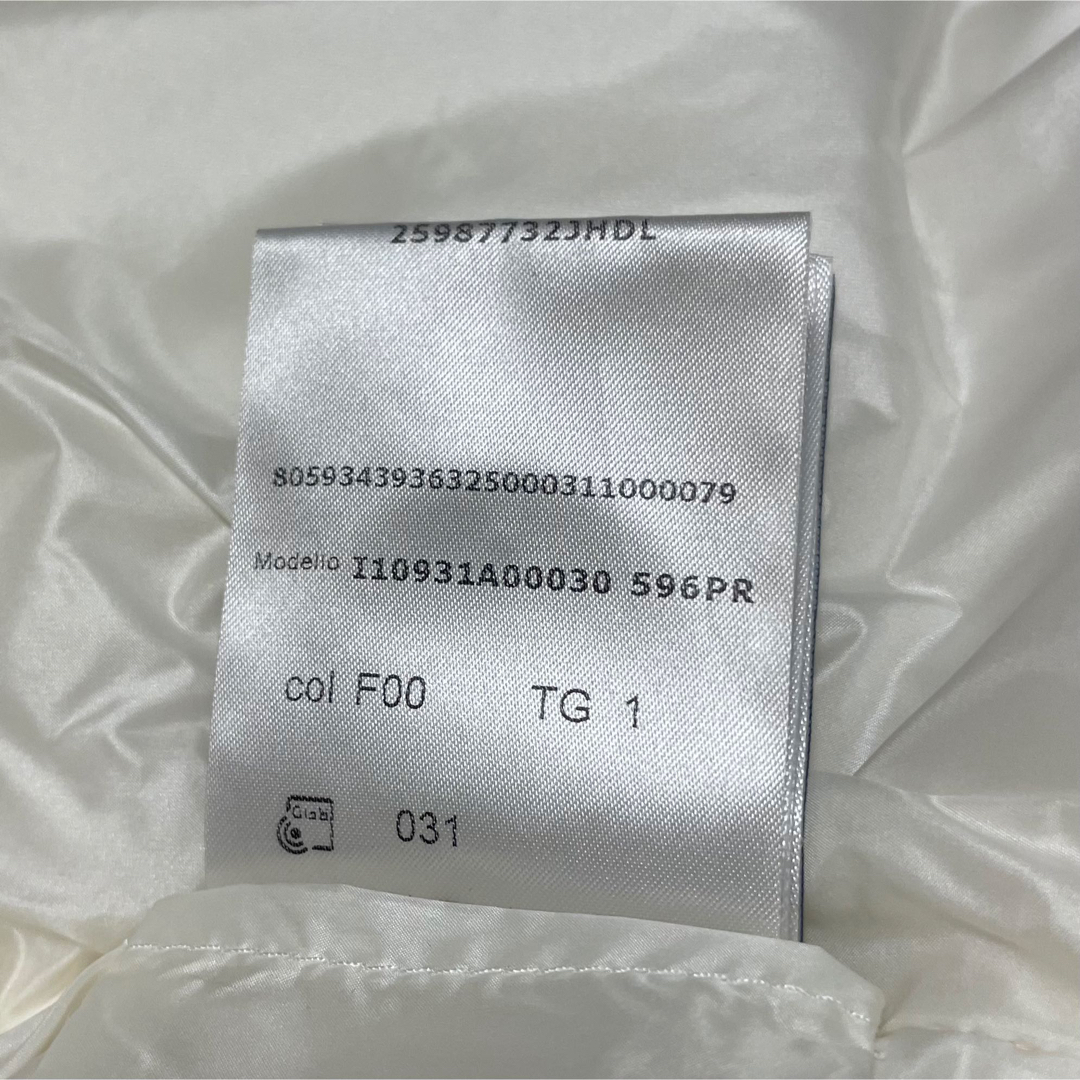 25987732JHDL
8059343936325000311000079
Modello I10931A00030 596PR
col F00 TG 1
031